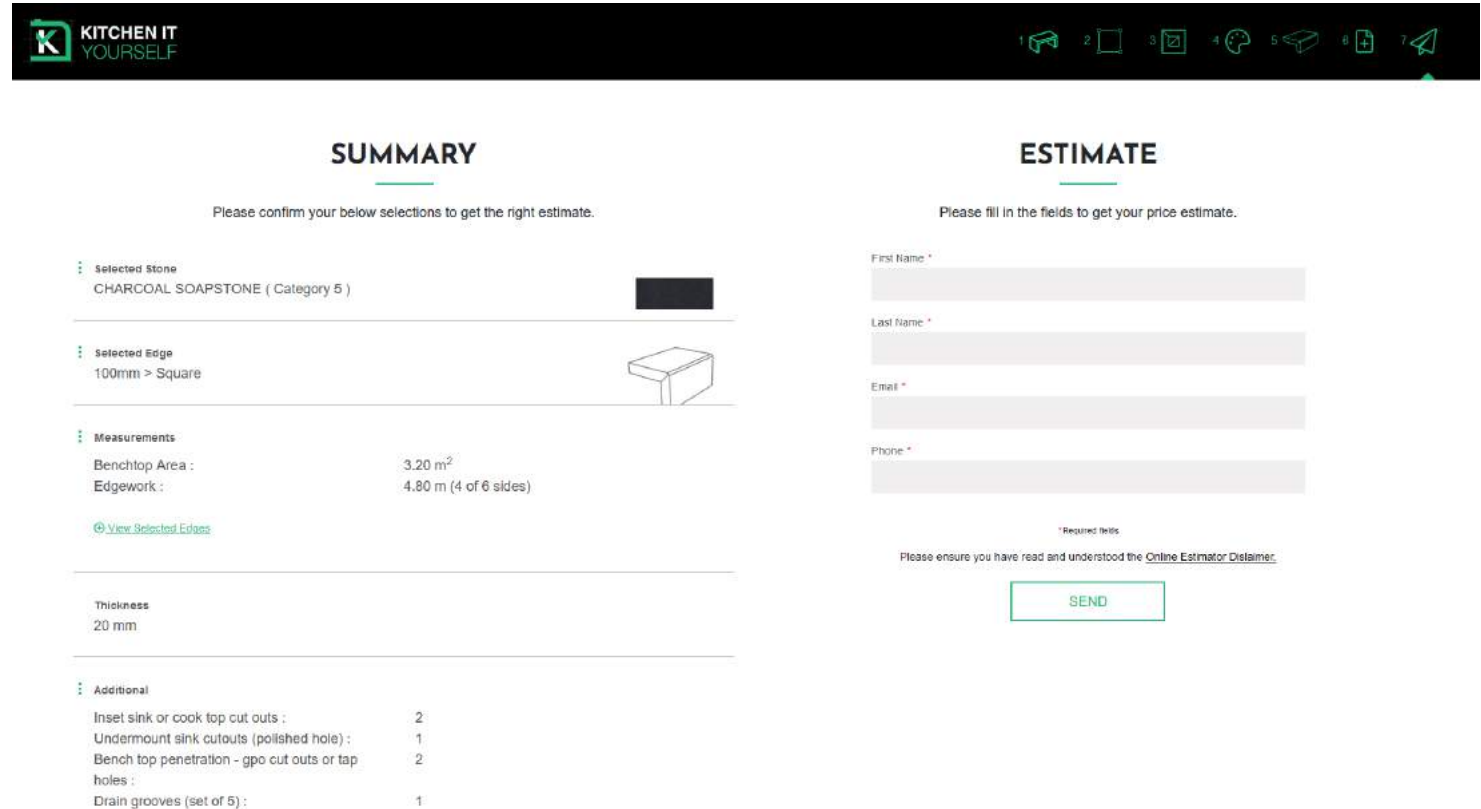 KITCHEN IT
YOURSELF
1 2 3 4 5 6 7
SUMMARY
Please confirm your below selections to get the right estimate.
Selected Stone
CHARCOAL SOAPSTONE ( Category 5 )
Selected Edge
100mm > Square
Measurements
Benchtop Area : 3.20 m²
Edgework : 4.80 m (4 of 6 sides)
View Selected Edges
Thickness
20 mm
Additional
Inset sink or cook top cut outs : 2
Undermount sink cutouts (polished hole) : 1
Bench top penetration - gpo cut outs or tap 2
holes :
Drain grooves (set of 5) : 1
ESTIMATE
Please fill in the fields to get your price estimate.
First Name *
Last Name *
Email *
Phone *
*Required fields
Please ensure you have read and understood the Online Estimator Dislaimer.
SEND